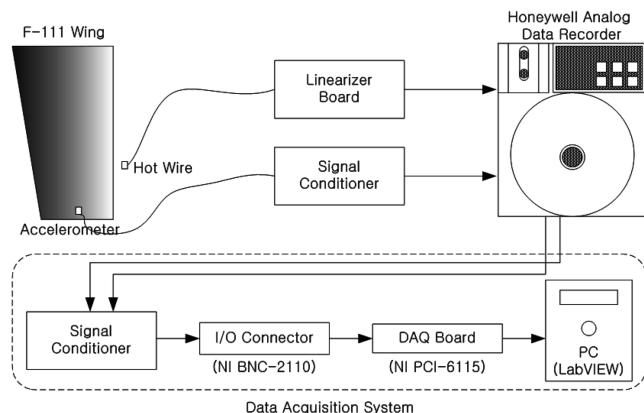 F-111 Wing
Honeywell Analog
Data Recorder
Linearizer
Board
Hot Wire
Signal
Conditioner
Accelerometer
Signal
Conditioner
I/O Connector
(NI BNC-2110)
DAQ Board
(NI PCI-6115)
PC
(LabVIEW)
Data Acquisition System